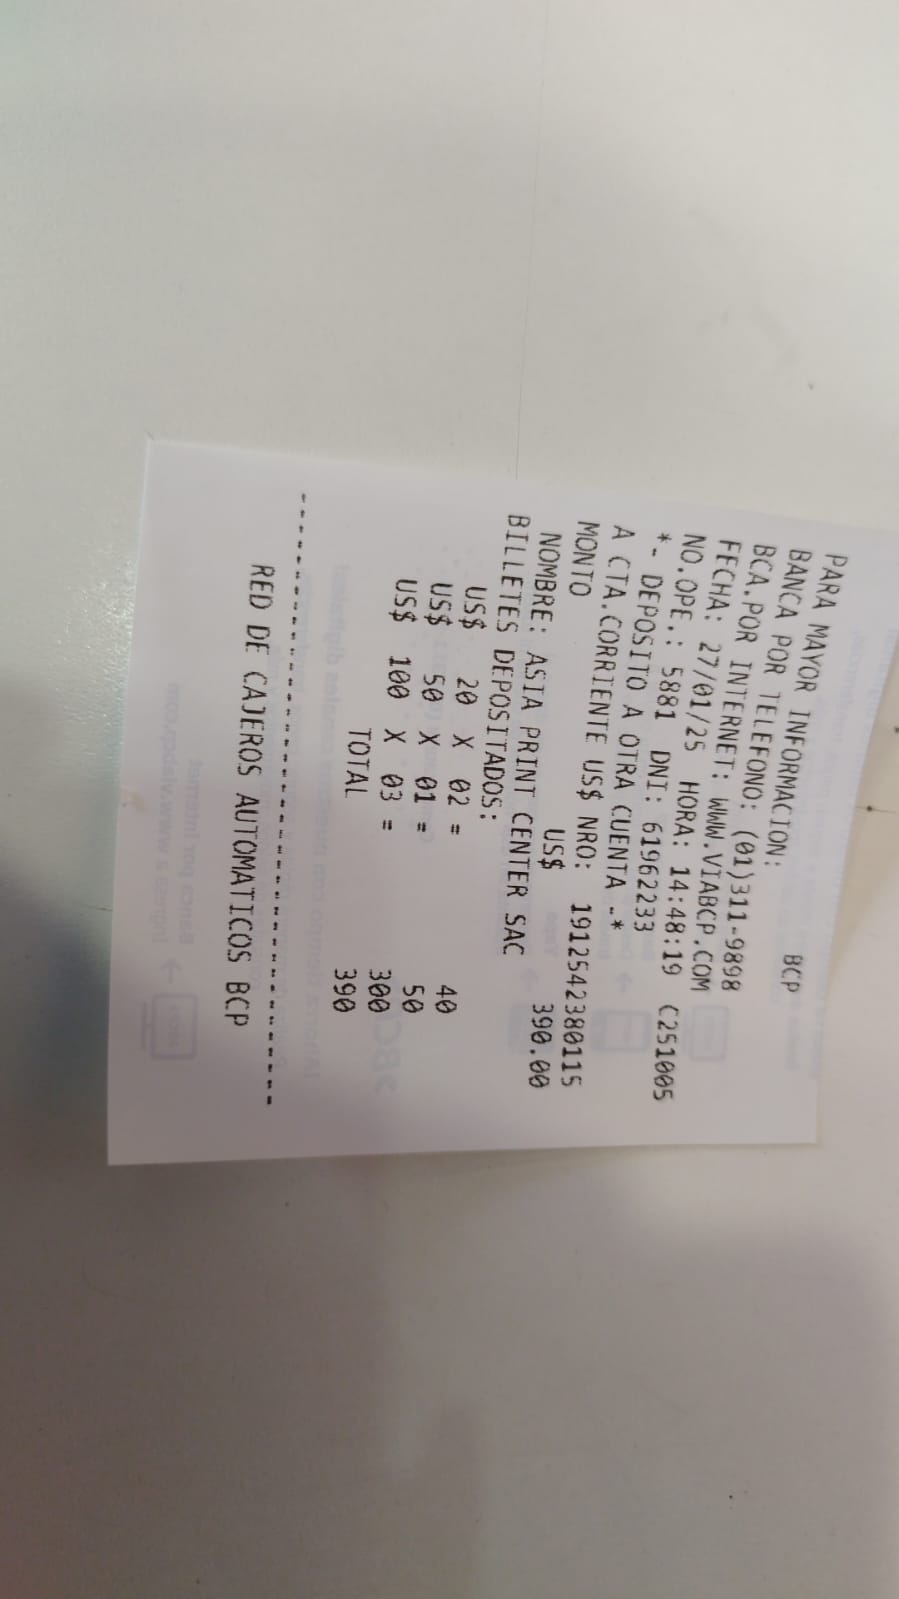 PARA MAYOR INFORMACION:
BANCA POR TELEFONO: BCP
BCA.POR INTERNET: (01)311-9898
FECHA: 27/01/25 WWW.VIABCP.COM
NO.OPE.: 5881 HORA: 14:48:19
*- DEPOSITO A OTRA CUENTA -* DNI: 61962233 C251005
A CTA.CORRIENTE US$ NRO: 1912542380115
MONTO US$ 390.00
NOMBRE: ASIA PRINT CENTER SAC
BILLETES DEPOSITADOS:
US$ 20 X 02 = 40
US$ 50 X 01 = 50
US$ 100 X 03 = 300
TOTAL 390
RED DE CAJEROS AUTOMATICOS BCP